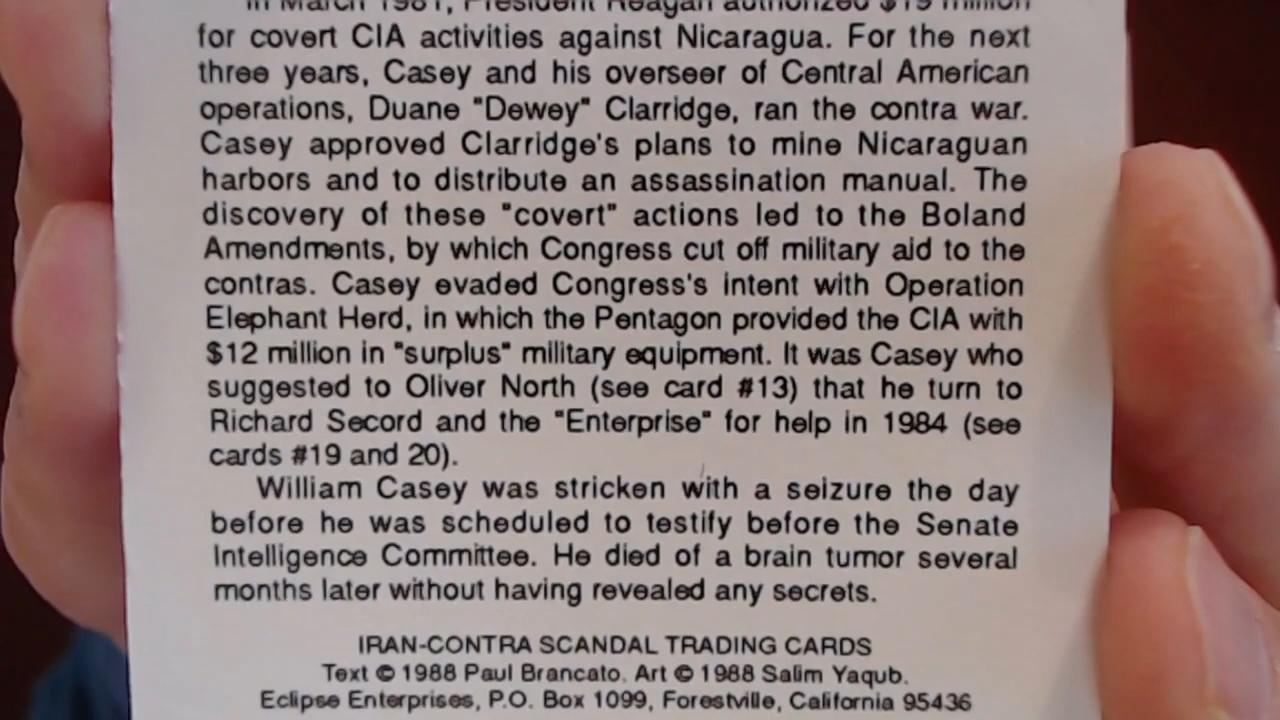 In March 1981, President Reagan authorized $19 million
for covert CIA activities against Nicaragua. For the next
three years, Casey and his overseer of Central American
operations, Duane "Dewey" Clarridge, ran the contra war.
Casey approved Clarridge's plans to mine Nicaraguan
harbors and to distribute an assassination manual. The
discovery of these "covert" actions led to the Boland
Amendments, by which Congress cut off military aid to the
contras. Casey evaded Congress's intent with Operation
Elephant Herd, in which the Pentagon provided the CIA with
$12 million in "surplus" military equipment. It was Casey who
suggested to Oliver North (see card #13) that he turn to
Richard Secord and the "Enterprise" for help in 1984 (see
cards #19 and 20).
William Casey was stricken with a seizure the day
before he was scheduled to testify before the Senate
Intelligence Committee. He died of a brain tumor several
months later without having revealed any secrets.
IRAN-CONTRA SCANDAL TRADING CARDS
Text © 1988 Paul Brancato. Art © 1988 Salim Yaqub.
Eclipse Enterprises, P.O. Box 1099, Forestville, California 95436